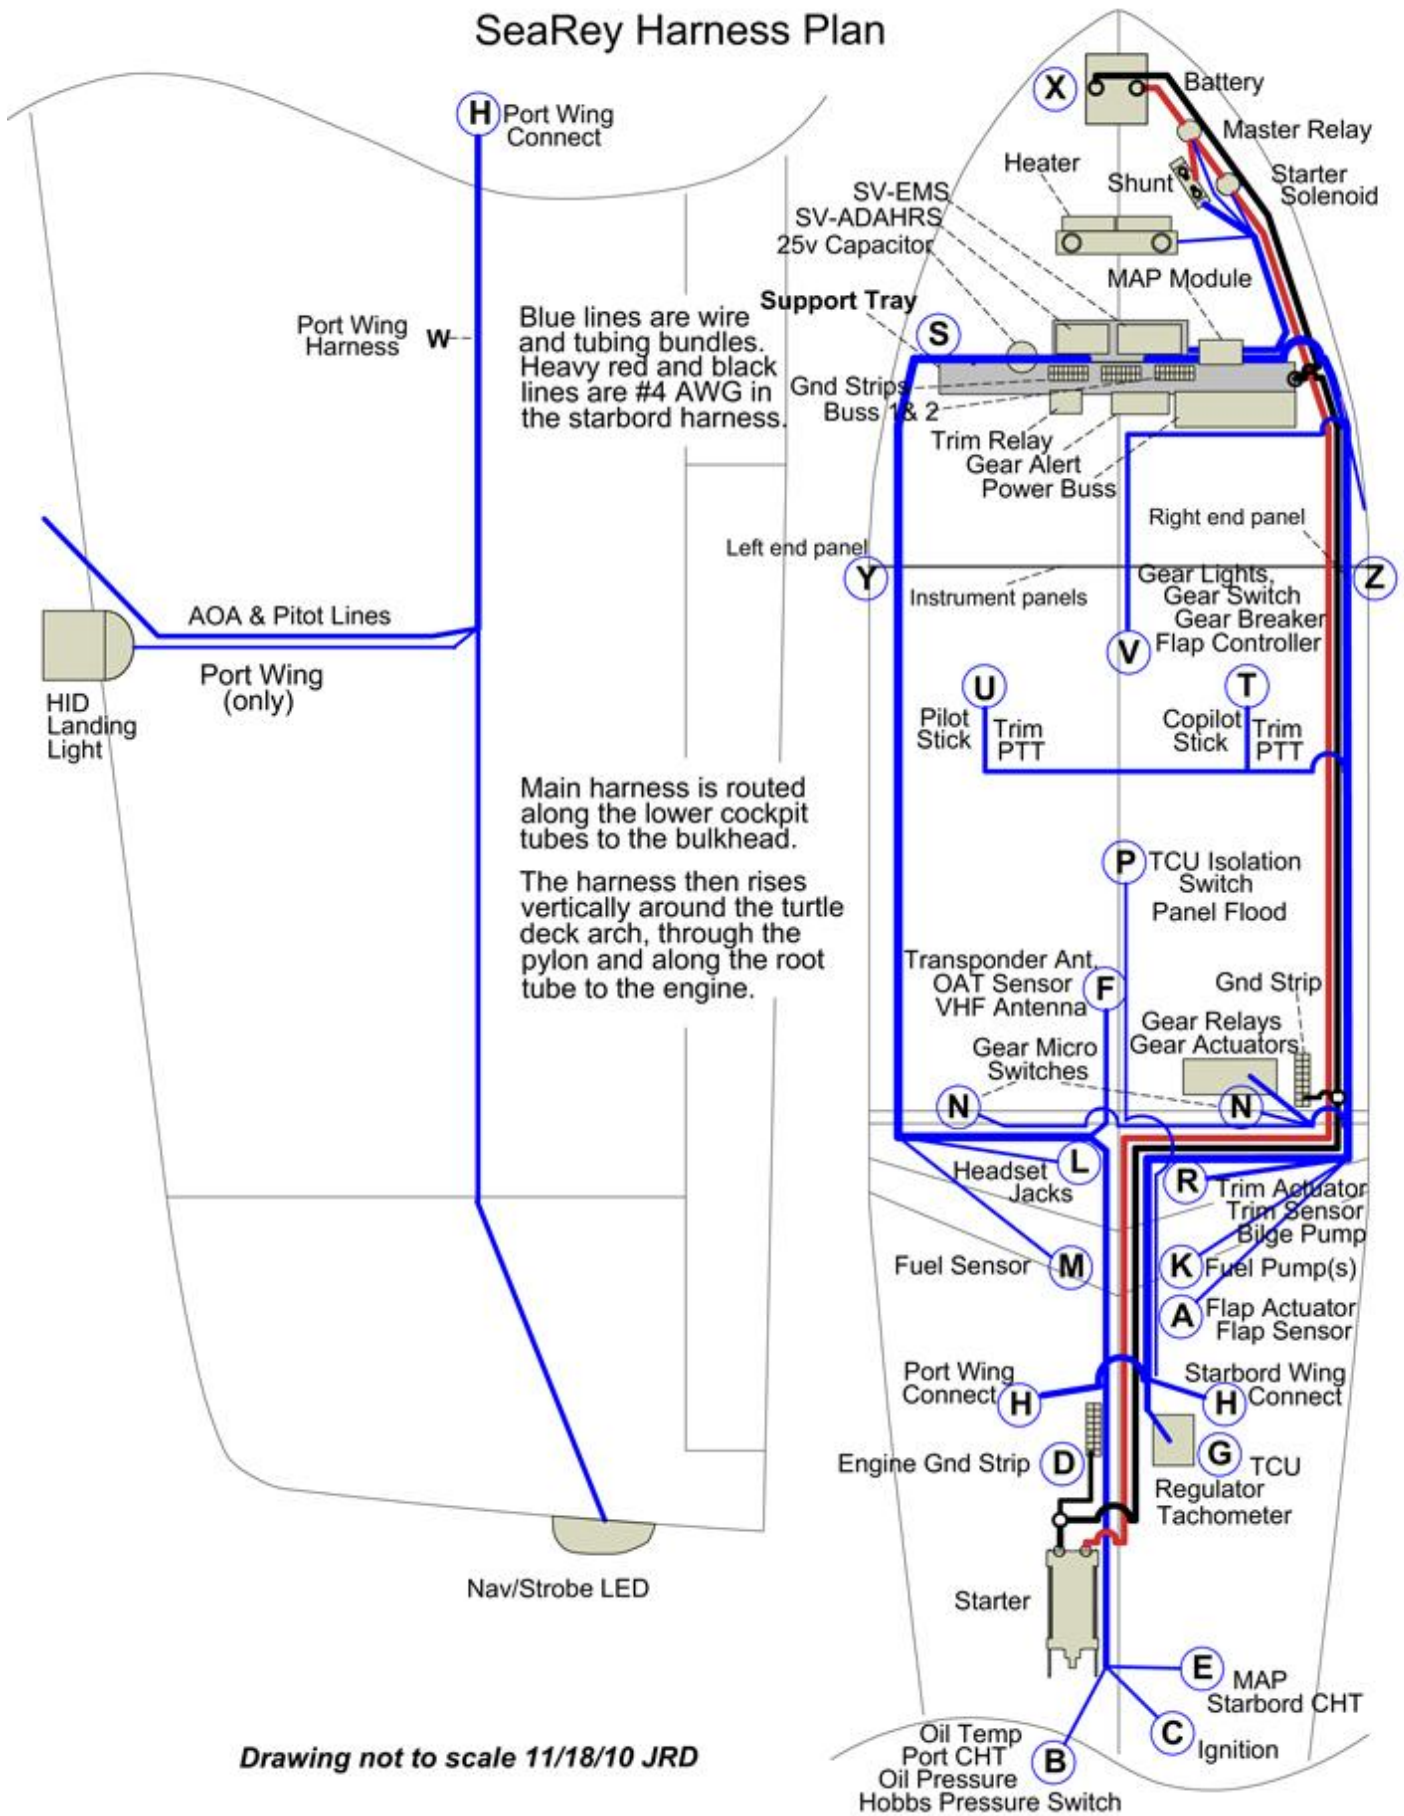 SeaRey Harness Plan
H
Port Wing
Connect
Port Wing
Harness
W
Blue lines are wire
and tubing bundles.
Heavy red and black
lines are #4 AWG in
the starbord harness.
AOA & Pitot Lines
Port Wing
(only)
HID
Landing
Light
Main harness is routed
along the lower cockpit
tubes to the bulkhead.
The harness then rises
vertically around the turtle
deck arch, through the
pylon and along the root
tube to the engine.
Nav/Strobe LED
Drawing not to scale 11/18/10 JRD
X
Battery
Master Relay
Heater
Shunt
Starter
Solenoid
SV-EMS
SV-ADAHRS
25v Capacitor
MAP Module
Support Tray
S
Gnd Strips
Buss 1& 2
Trim Relay
Gear Alert
Power Buss
Right end panel
Left end panel
Y
Z
Instrument panels
Gear Lights,
Gear Switch
Gear Breaker
Flap Controller
V
U
Pilot
Stick
Trim
PTT
T
Copilot
Stick
Trim
PTT
P
TCU Isolation
Switch
Panel Flood
Transponder Ant.
OAT Sensor
VHF Antenna
F
Gnd Strip
Gear Relays
Gear Actuators
Gear Micro
Switches
N
N
L
Headset
Jacks
R
Trim Actuator
Trim Sensor
Bilge Pump
Fuel Sensor
M
K
Fuel Pump(s)
A
Flap Actuator
Flap Sensor
Port Wing
Connect
H
Starbord Wing
Connect
H
Engine Gnd Strip
D
G
TCU
Regulator
Tachometer
Starter
E
MAP
Starbord CHT
C
Ignition
Oil Temp
Port CHT
Oil Pressure
Hobbs Pressure Switch
B